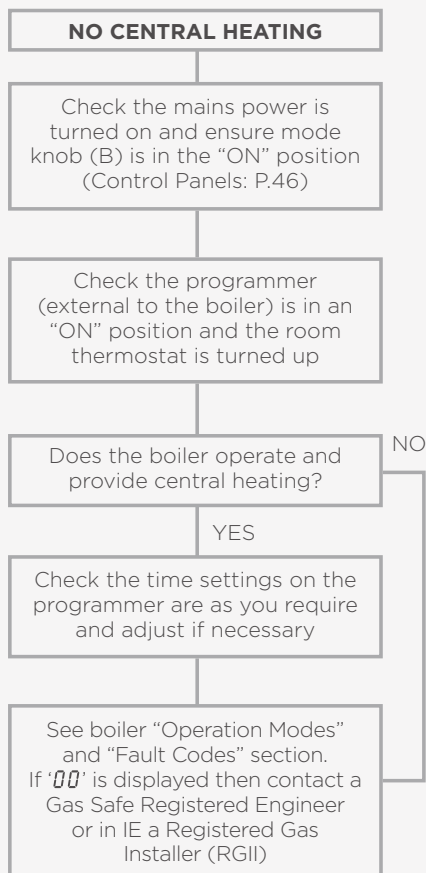 NO CENTRAL HEATING
Check the mains power is
turned on and ensure mode
knob (B) is in the “ON” position
(Control Panels: P.46)
Check the programmer
(external to the boiler) is in an
“ON” position and the room
thermostat is turned up
Does the boiler operate and
provide central heating?
NO
YES
Check the time settings on the
programmer are as you require
and adjust if necessary
See boiler “Operation Modes”
and “Fault Codes” section.
If ‘00’ is displayed then contact a
Gas Safe Registered Engineer
or in IE a Registered Gas
Installer (RGII)